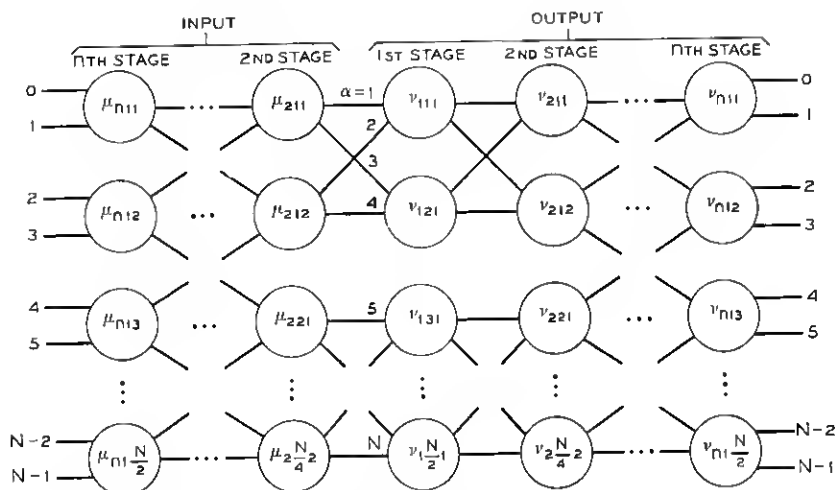 INPUT OUTPUT
nTH STAGE 2ND STAGE 1ST STAGE 2ND STAGE nTH STAGE
0 μn11 ... μ211 α=1 ν111 ν211 ... νn11 0
1 2 1
3
2 μn12 ... μ212 4 ν121 ν212 ... νn12 2
3 3
4 μn13 ... μ221 5 ν131 ν221 ... νn13 4
5 5
N-2 μn1N/2 ... μ2N/42 N ν1N/21 ν2N/42 ... νn1N/2 N-2
N-1 N-1